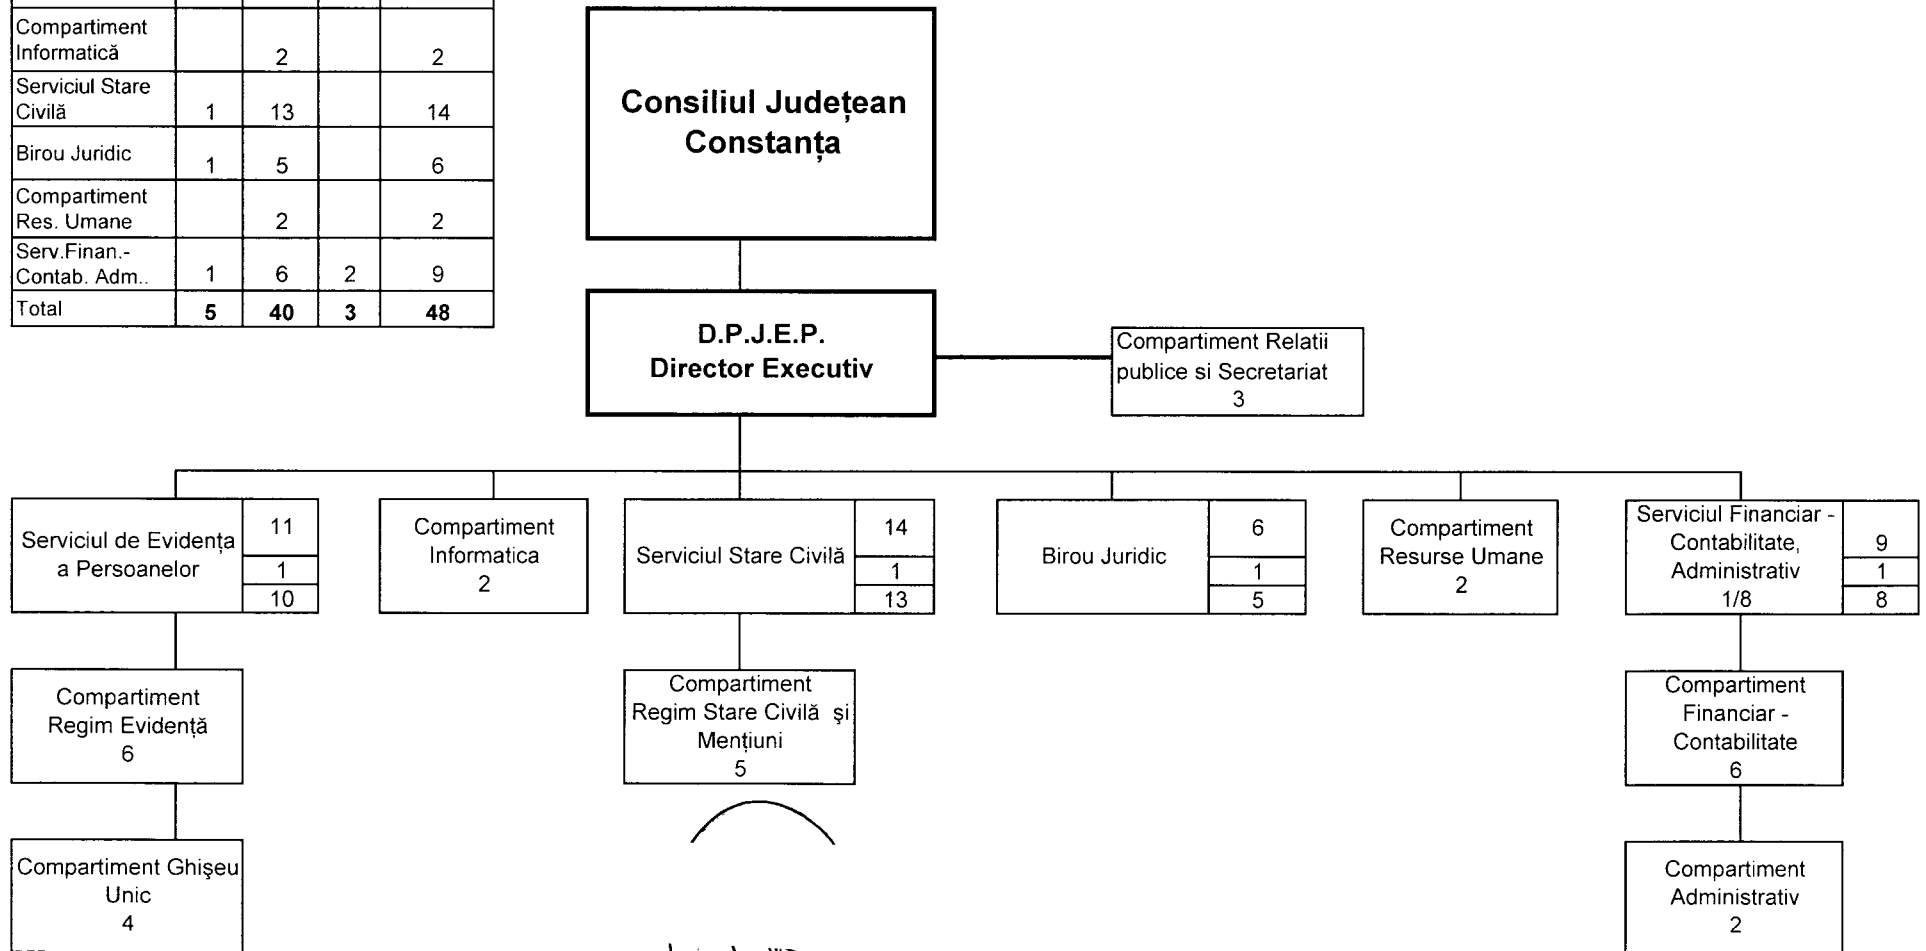 Compartiment
Informatică 2 2
Serviciul Stare
Civilă 1 13 14
Birou Juridic 1 5 6
Compartiment
Res. Umane 2 2
Serv.Finan.-
Contab. Adm.. 1 6 2 9
Total 5 40 3 48
Consiliul Județean
Constanța
D.P.J.E.P.
Director Executiv
Compartiment Relatii
publice si Secretariat
3
Serviciul de Evidența
a Persoanelor
11
1
10
Compartiment
Informatica
2
Serviciul Stare Civilă
14
1
13
Birou Juridic
6
1
5
Compartiment
Resurse Umane
2
Serviciul Financiar -
Contabilitate,
Administrativ
1/8
9
1
8
Compartiment
Regim Evidență
6
Compartiment
Regim Stare Civilă şi
Mențiuni
5
Compartiment
Financiar -
Contabilitate
6
Compartiment Ghişeu
Unic
4
Compartiment
Administrativ
2